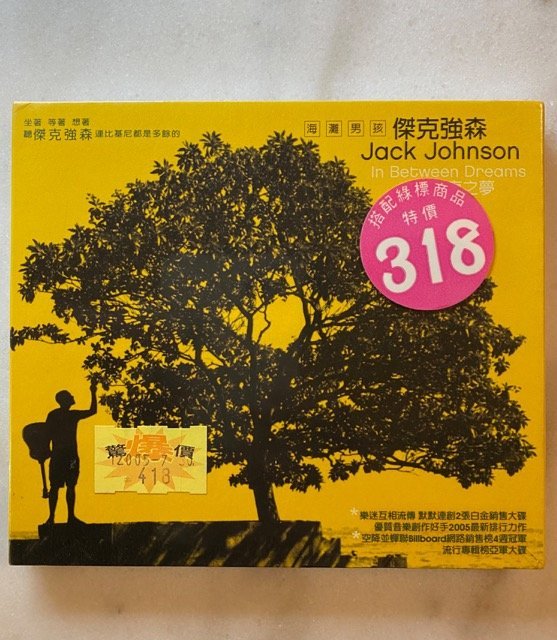 坐著 等著 想著
聽傑克強森連比基尼都是多餘的
海灘男孩 傑克強森
Jack Johnson
In Between Dreams
之夢
搭配綠標商品
特價
318
驚爆價
418
*樂迷互相流傳 默默連創2張白金銷售大碟
優質音樂創作好手2005最新排行力作
*空降並蟬聯Billboard網路銷售榜4週冠軍
流行專輯榜亞軍大碟